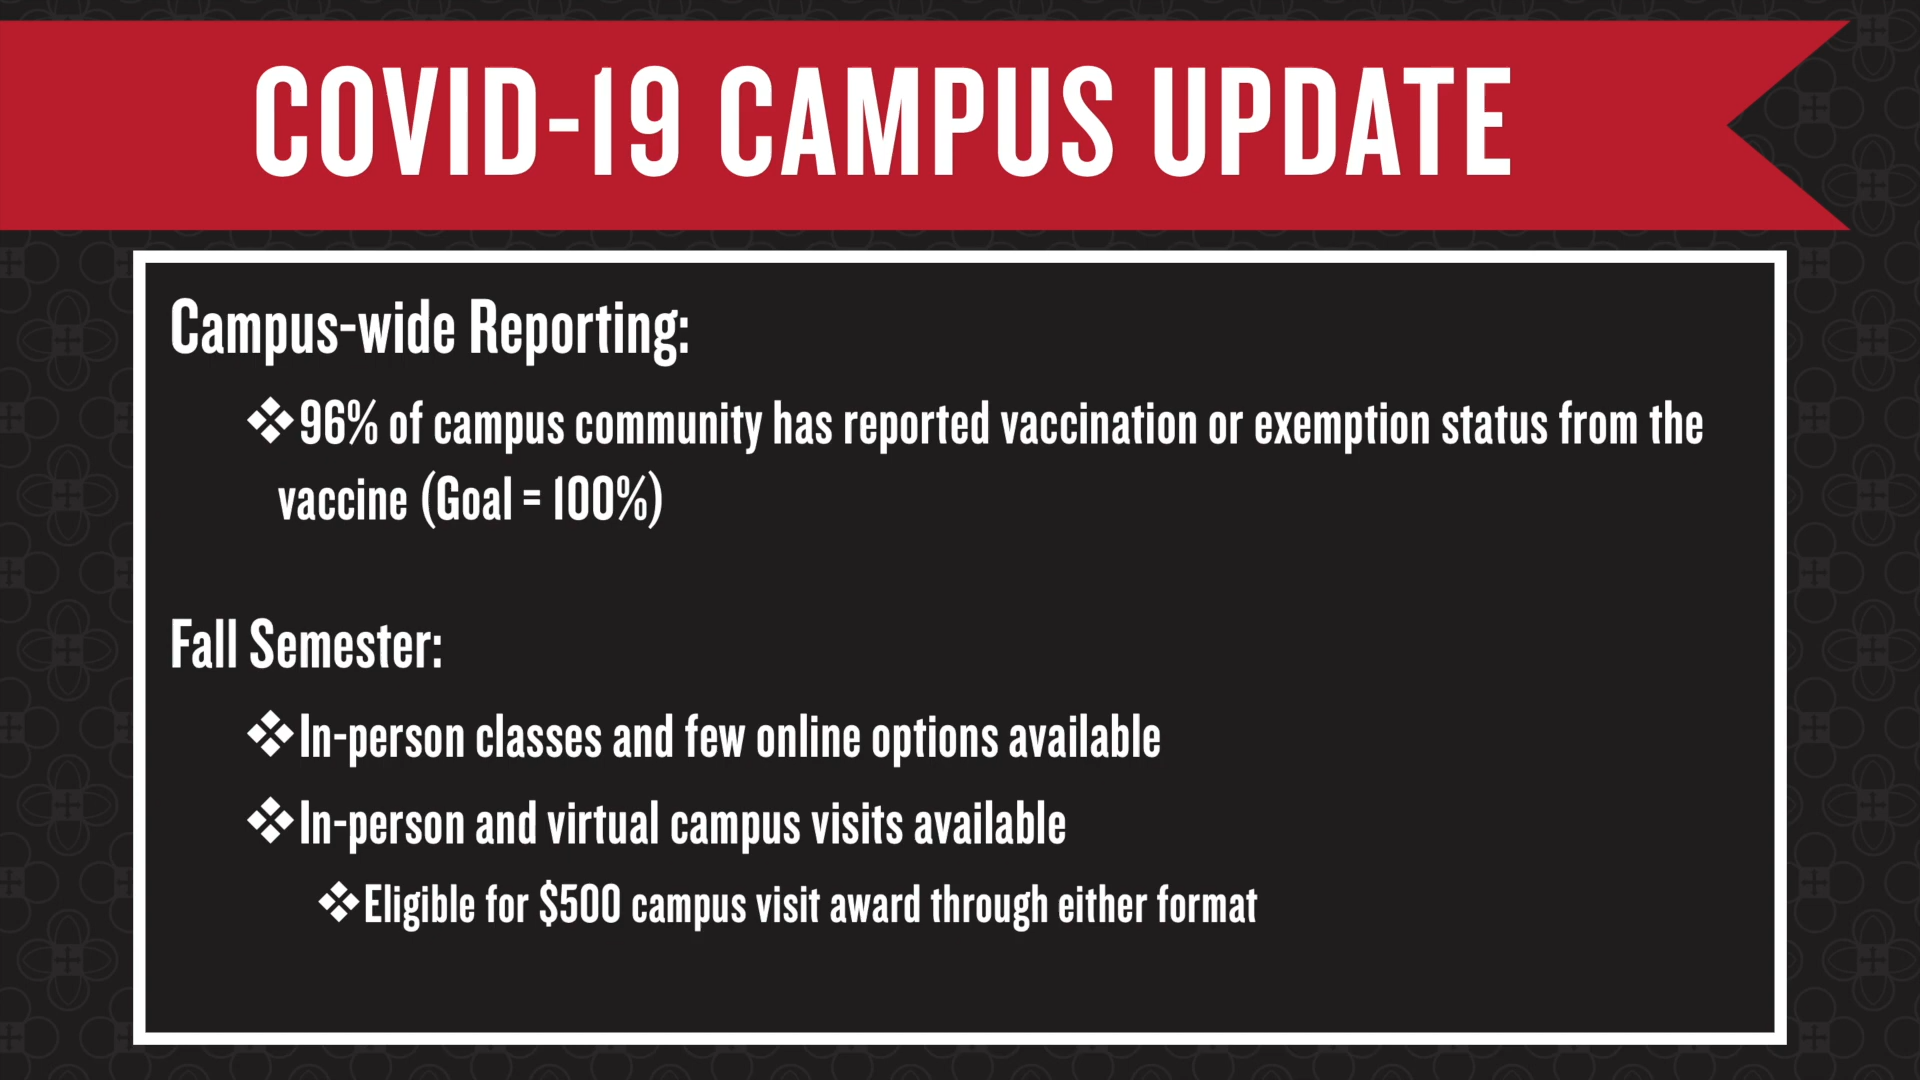 COVID-19 CAMPUS UPDATE
Campus-wide Reporting:
❖96% of campus community has reported vaccination or exemption status from the
vaccine (Goal = 100%)
Fall Semester:
❖In-person classes and few online options available
❖In-person and virtual campus visits available
❖Eligible for $500 campus visit award through either format